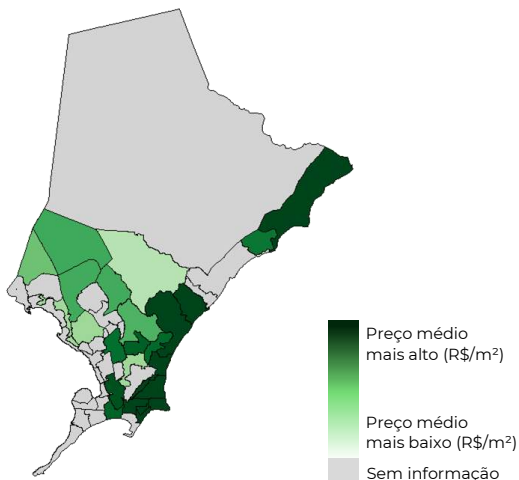 Preço médio
mais alto (R$/m²)
Preço médio
mais baixo (R$/m²)
Sem informação